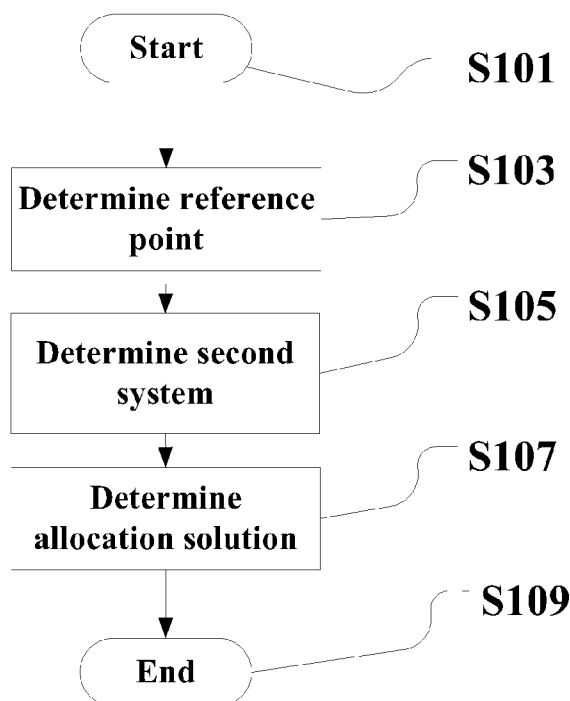 Start
S101
S103
Determine reference
point
S105
Determine second
system
S107
Determine
allocation solution
S109
End